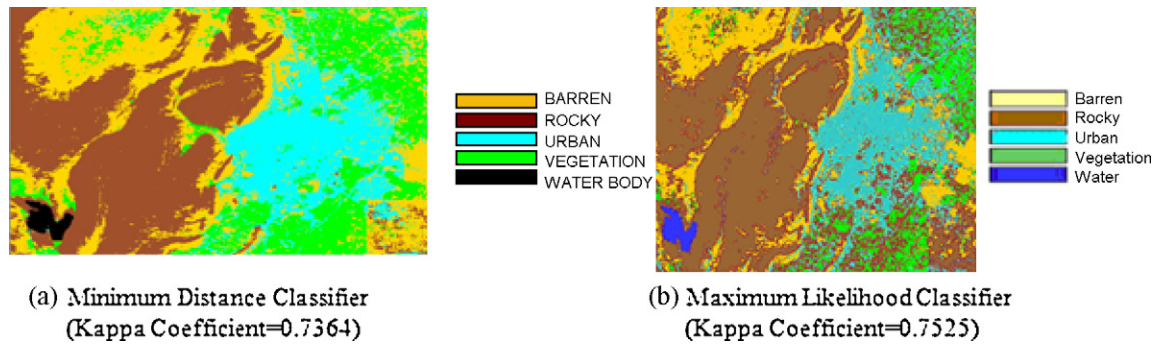 BARREN
ROCKY
URBAN
VEGETATION
WATER BODY
Barren
Rocky
Urban
Vegetation
Water
(a) Minimum Distance Classifier
(Kappa Coefficient=0.7364)
(b) Maximum Likelihood Classifier
(Kappa Coefficient=0.7525)